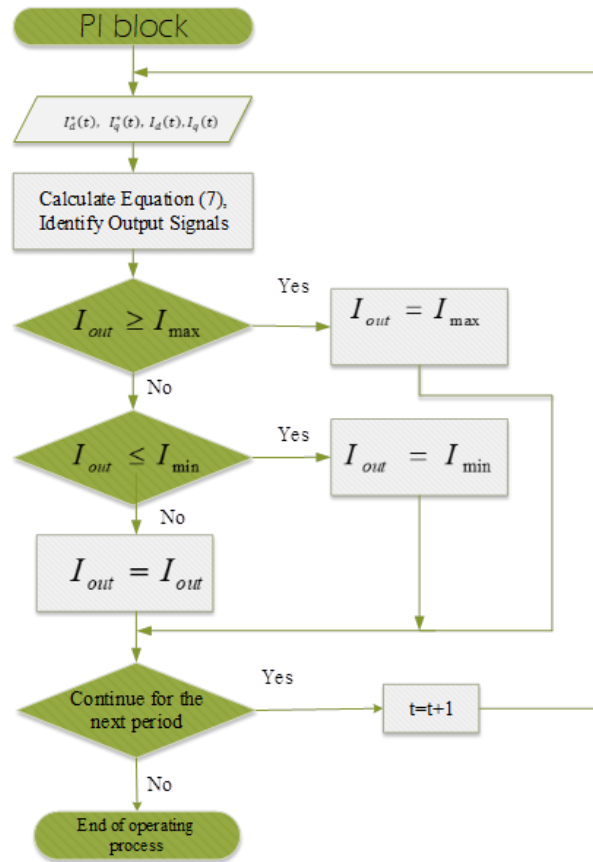 PI block
I*d(t), I*q(t), Id(t), Iq(t)
Calculate Equation (7),
Identify Output Signals
Yes
Iout ≥ Imax
Iout = Imax
No
Iout ≤ Imin
Yes
Iout = Imin
No
Iout = Iout
Yes
Continue for the
next period
t=t+1
No
End of operating
process